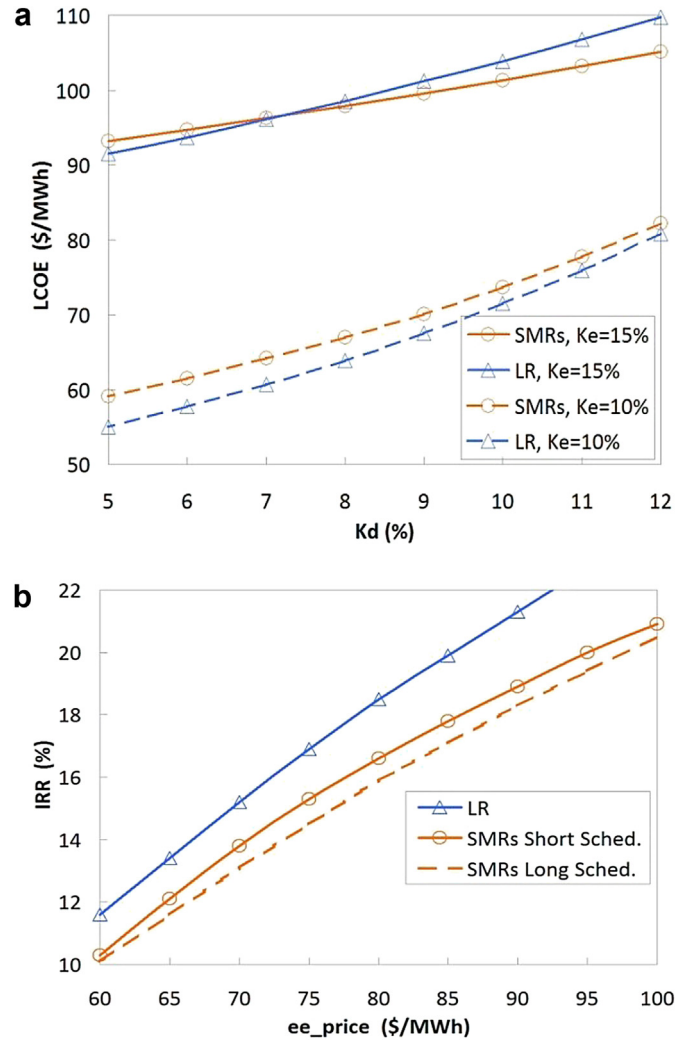 a
110
100
90
80
70
60
50
LCOE ($/MWh)
SMRs, Ke=15%
LR, Ke=15%
SMRs, Ke=10%
LR, Ke=10%
5 6 7 8 9 10 11 12
Kd (%)
b
22
20
18
16
14
12
10
IRR (%)
LR
SMRs Short Sched.
SMRs Long Sched.
60 65 70 75 80 85 90 95 100
ee_price ($/MWh)